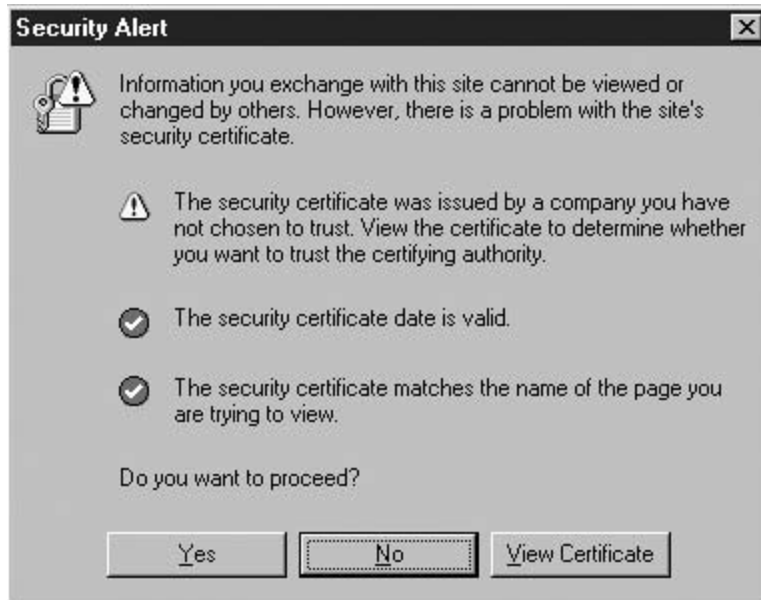 Security Alert
Information you exchange with this site cannot be viewed or
changed by others. However, there is a problem with the site's
security certificate.
The security certificate was issued by a company you have
not chosen to trust. View the certificate to determine whether
you want to trust the certifying authority.
The security certificate date is valid.
The security certificate matches the name of the page you
are trying to view.
Do you want to proceed?
Yes No View Certificate